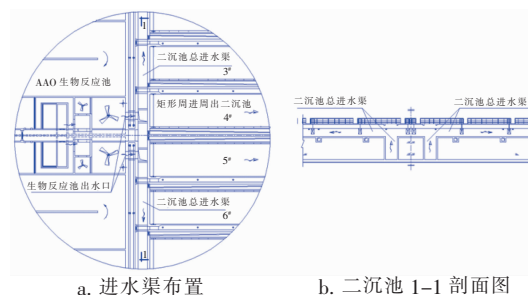 1
二沉池总进水渠
3#
AAO 生物反应池
矩形周进周出二沉池
4#
5#
生物反应池出水口
二沉池总进水渠
6#
1
a. 进水渠布置
二沉池总进水渠
二沉池总进水渠
b. 二沉池 1-1 剖面图